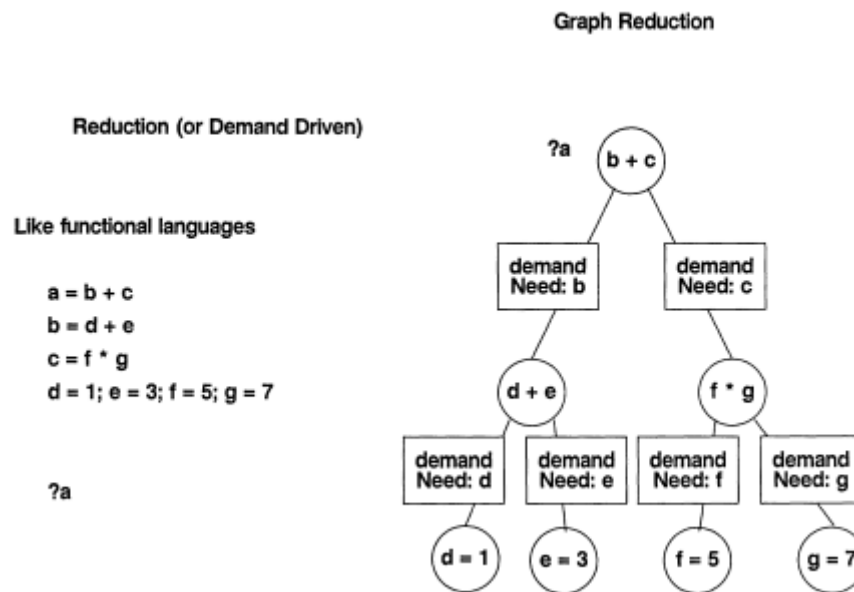 Graph Reduction
Reduction (or Demand Driven)
?a
b + c
Like functional languages
demand
Need: b
demand
Need: c
a = b + c
b = d + e
c = f * g
d = 1; e = 3; f = 5; g = 7
d + e
f * g
?a
demand
Need: d
demand
Need: e
demand
Need: f
demand
Need: g
d = 1
e = 3
f = 5
g = 7